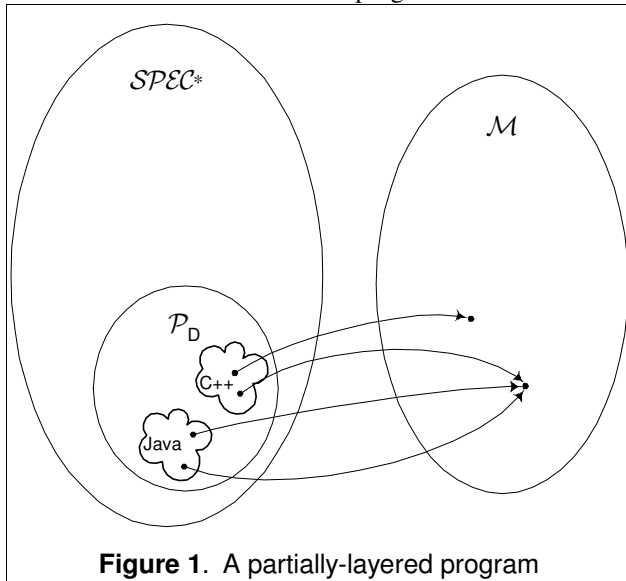 SPEC*
M
P_D
C++
Java
Figure 1. A partially-layered program